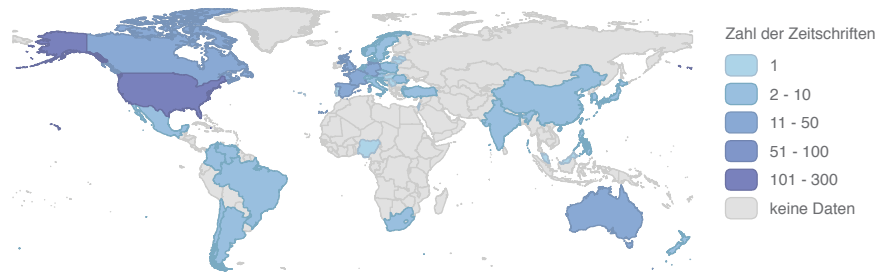 Zahl der Zeitschriften
1
2 - 10
11 - 50
51 - 100
101 - 300
keine Daten